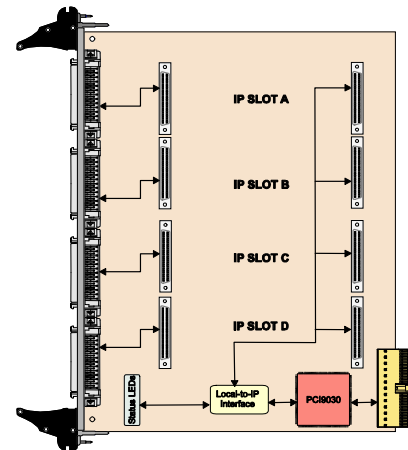 IP SLOT A
IP SLOT B
IP SLOT C
IP SLOT D
Status LEDs
Local-to-IP
Interface
PCI9030